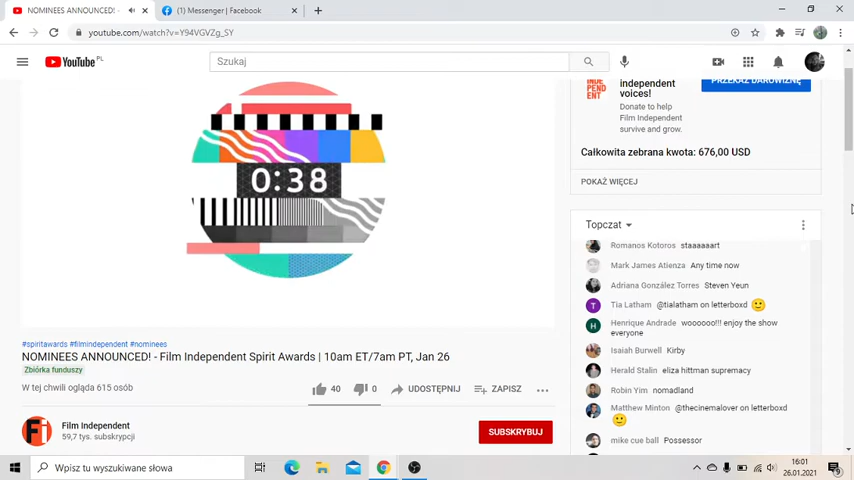 NOMINEES ANNOUNCED! -
(1) Messenger | Facebook
youtube.com/watch?v=Y94VGVZg_SY
YouTube PL
Szukaj
0:38
INDEPENDENT
independent
voices!
Donate to help
Film Independent
survive and grow.
PRZEKAŻ DAROWIZNĘ
Całkowita zebrana kwota: 676,00 USD
POKAŻ WIĘCEJ
Topczat
Romanos Kotoros staaaaaart
Mark James Atienza Any time now
Adriana González Torres Steven Yeun
T Tia Latham @tialatham on letterboxd
H Henrique Andrade woooooo!!! enjoy the show
everyone
Isaiah Burwell Kirby
Herald Stalin eliza hittman supremacy
Robin Yim nomadland
Matthew Minton @thecinemalover on letterboxd
mike cue ball Possessor
#spiritawards #filmindependent #nominees
NOMINEES ANNOUNCED! - Film Independent Spirit Awards | 10am ET/7am PT, Jan 26
Zbiórka funduszy
W tej chwili ogląda 615 osób
40
0
UDOSTĘPNIJ
ZAPISZ
Fi
Film Independent
59,7 tys. subskrypcji
SUBSKRYBUJ
Wpisz tu wyszukiwane słowa
16:01
26.01.2021